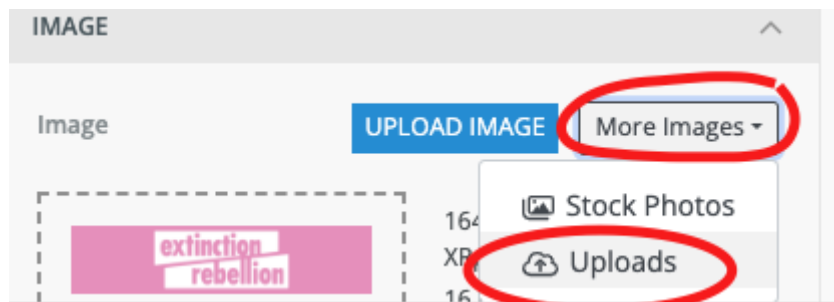 IMAGE
Image
UPLOAD IMAGE
More Images
Stock Photos
Uploads
extinction
rebellion